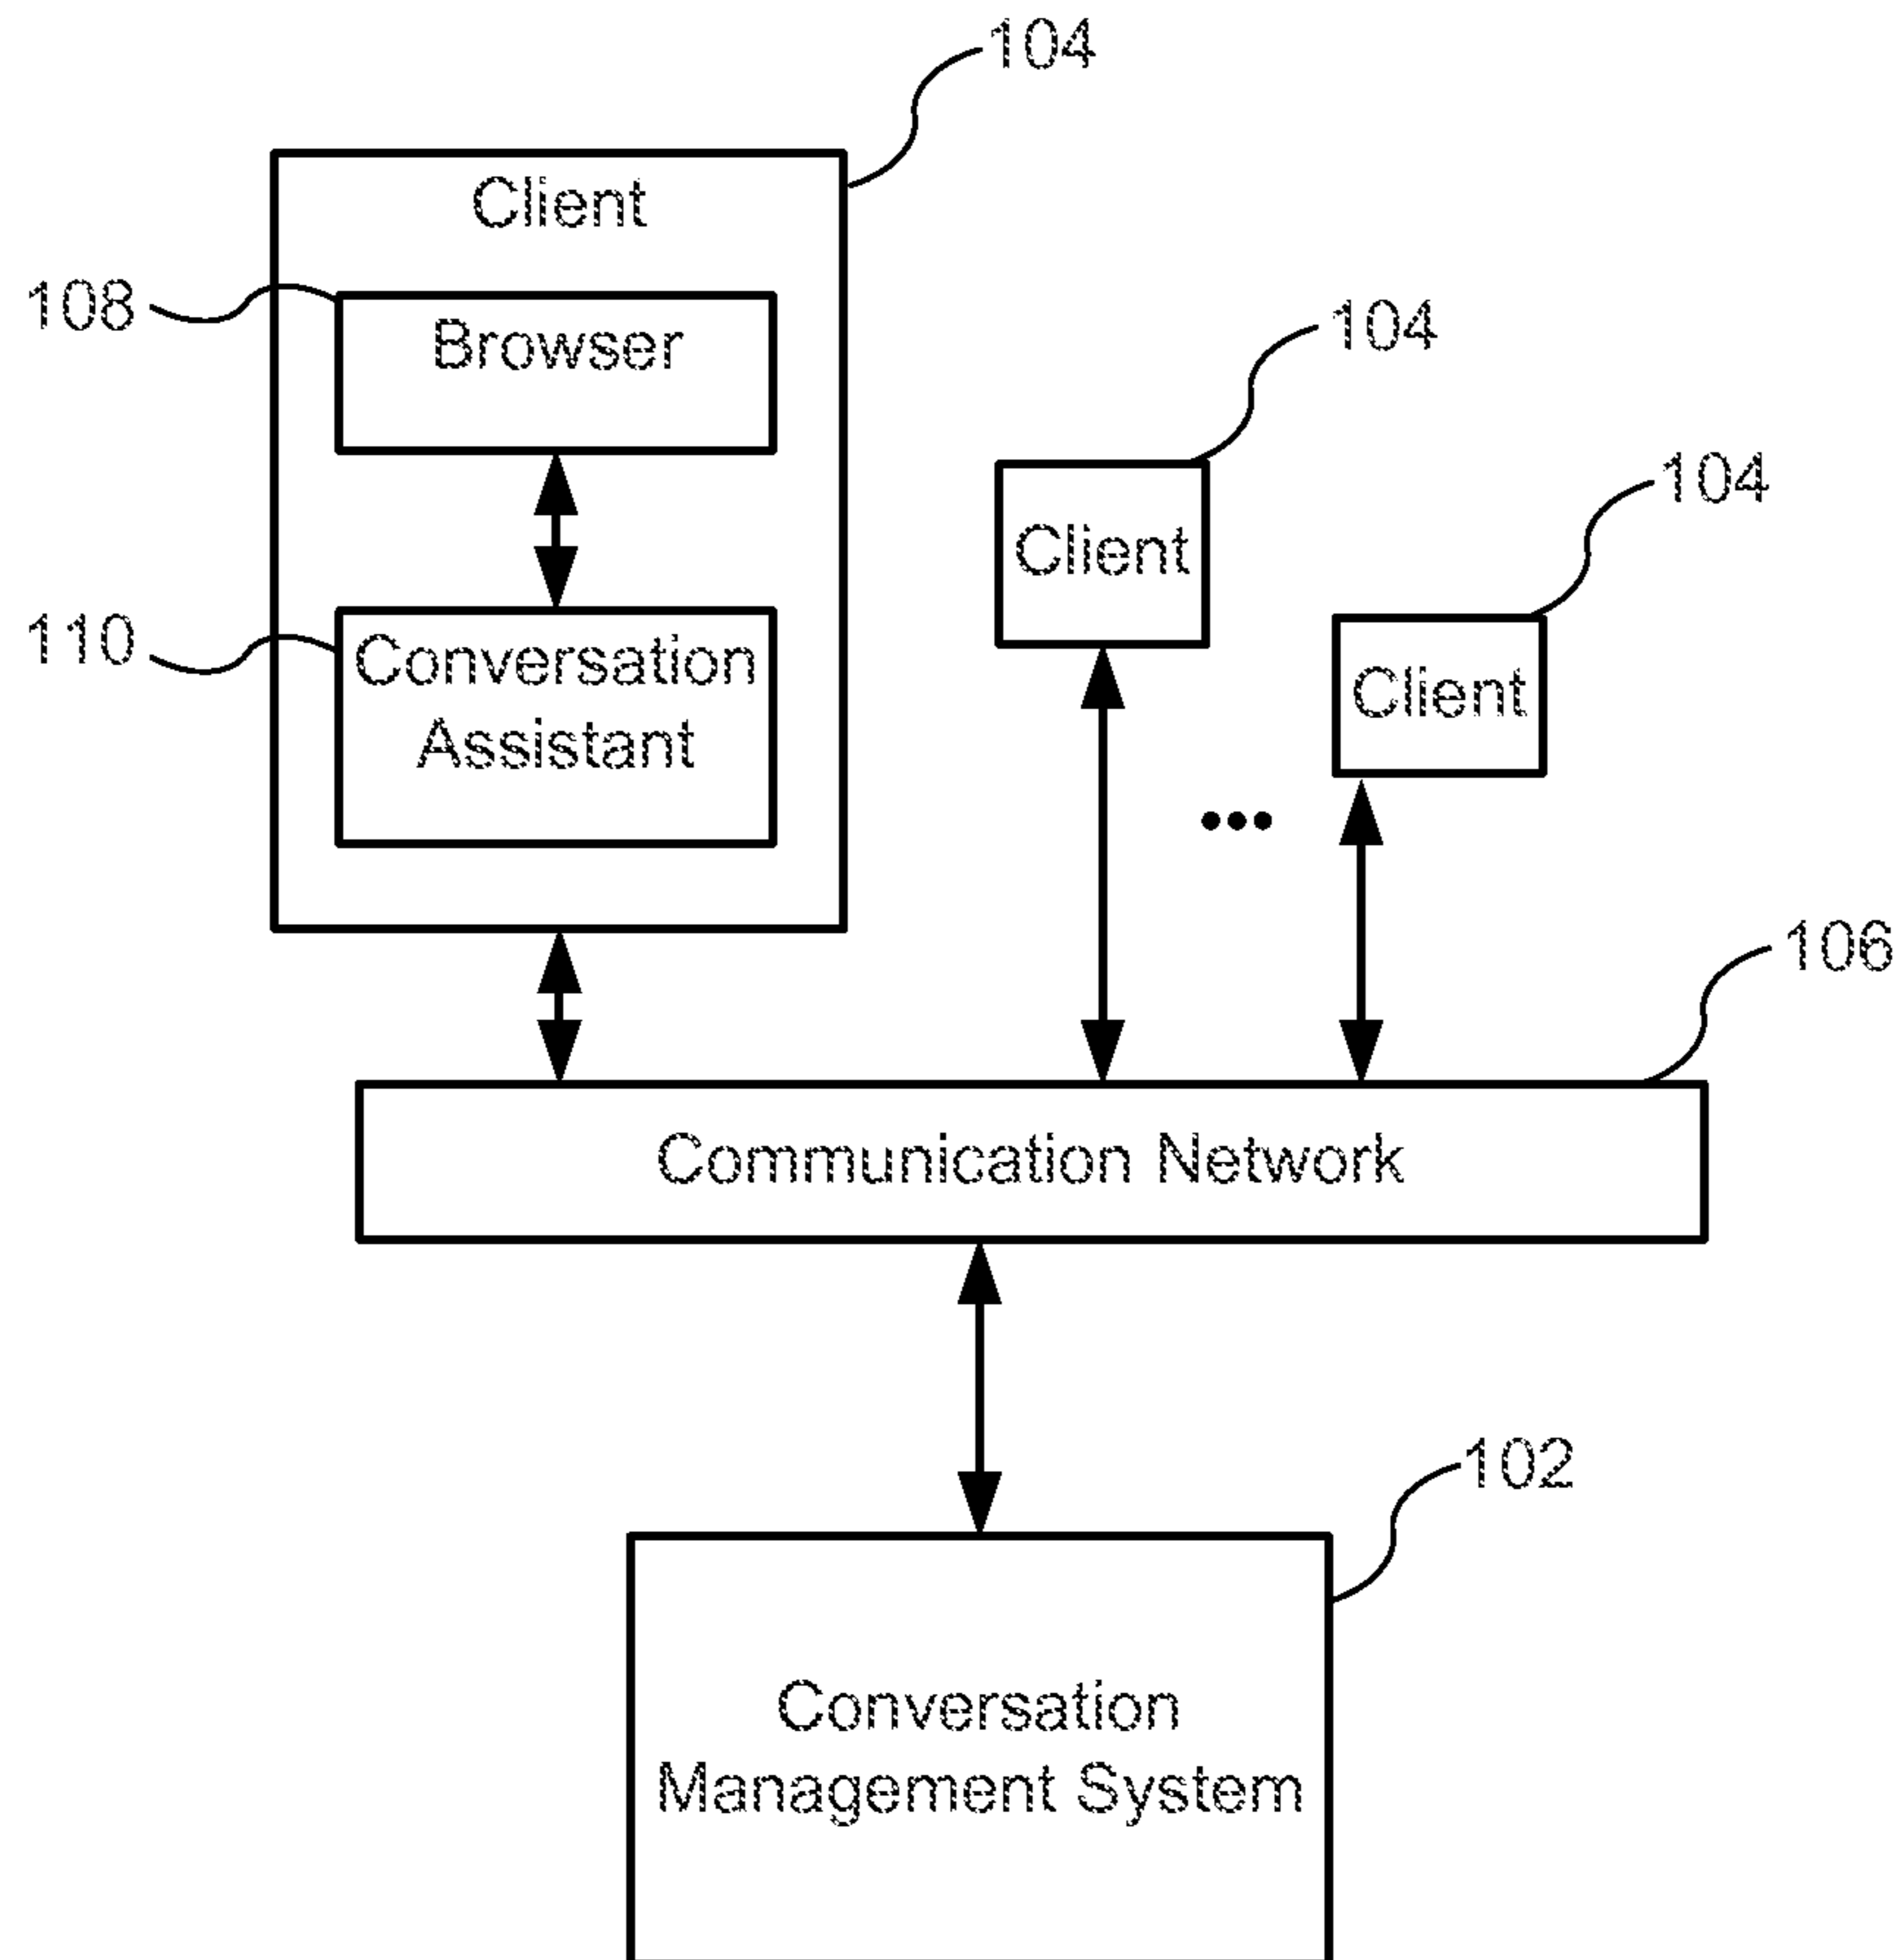 104
Client
108
Browser
104
104
Client
110
Conversation
Assistant
Client
106
Communication Network
102
Conversation
Management System